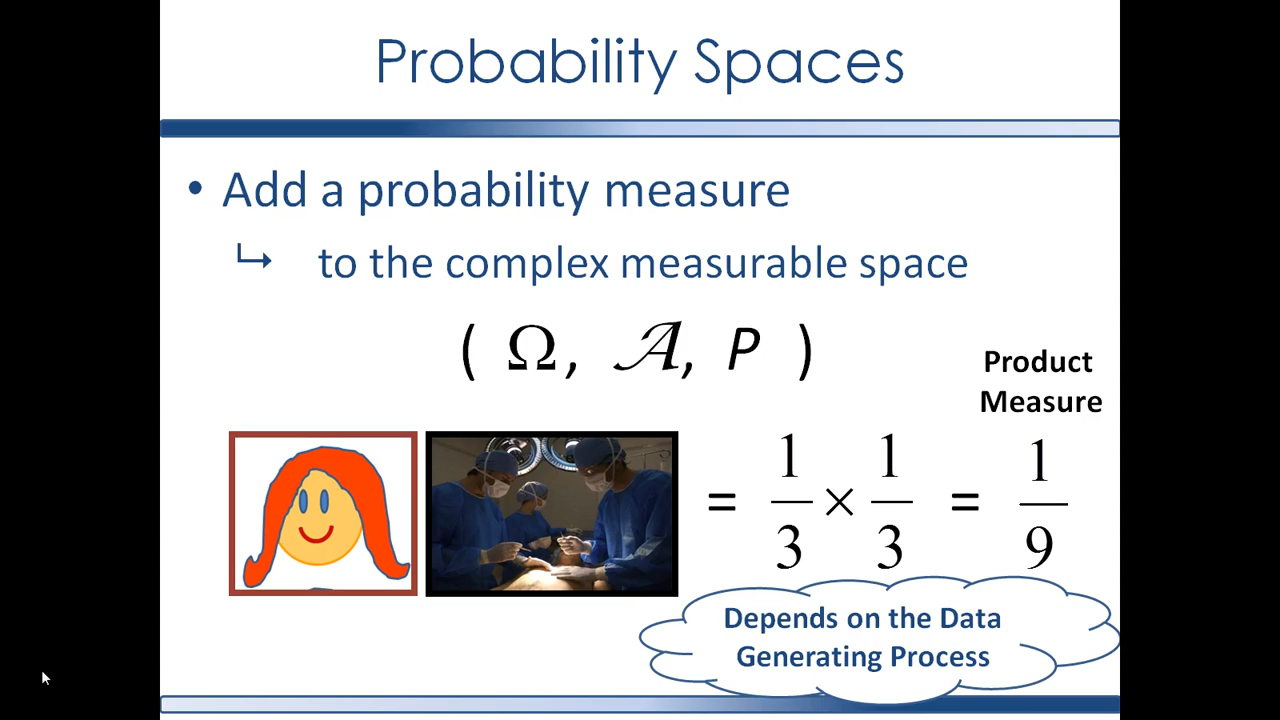 Probability Spaces
• Add a probability measure
↳ to the complex measurable space
( Ω, 𝒜, P )
Product
Measure
= 1/3 × 1/3 = 1/9
Depends on the Data
Generating Process